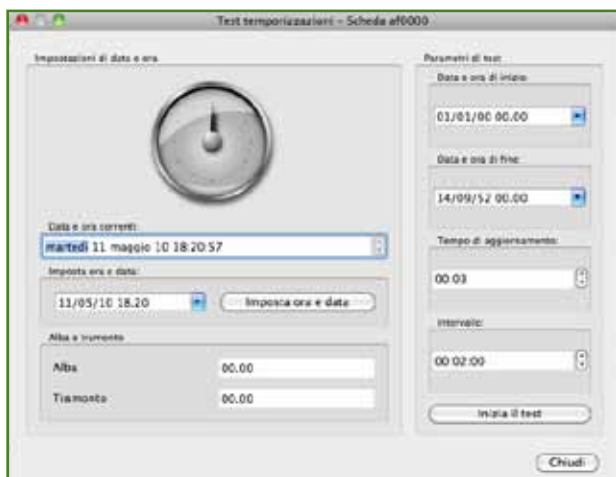 Test temporizzazioni - Scheda af0000
Impostazioni di data e ora
Data e ora correnti:
martedì 11 maggio 10 18:20:57
Imposta ora e data:
11/05/10 18.20
Imposta ora e data
Alba e tramonto
Alba
00.00
Tramonto
00.00
Parametri di test
Data e ora di inizio:
01/01/00 00.00
Data e ora di fine:
14/09/52 00.00
Tempo di aggiornamento:
00:03
Intervallo:
00:02:00
Inizia il test
Chiudi